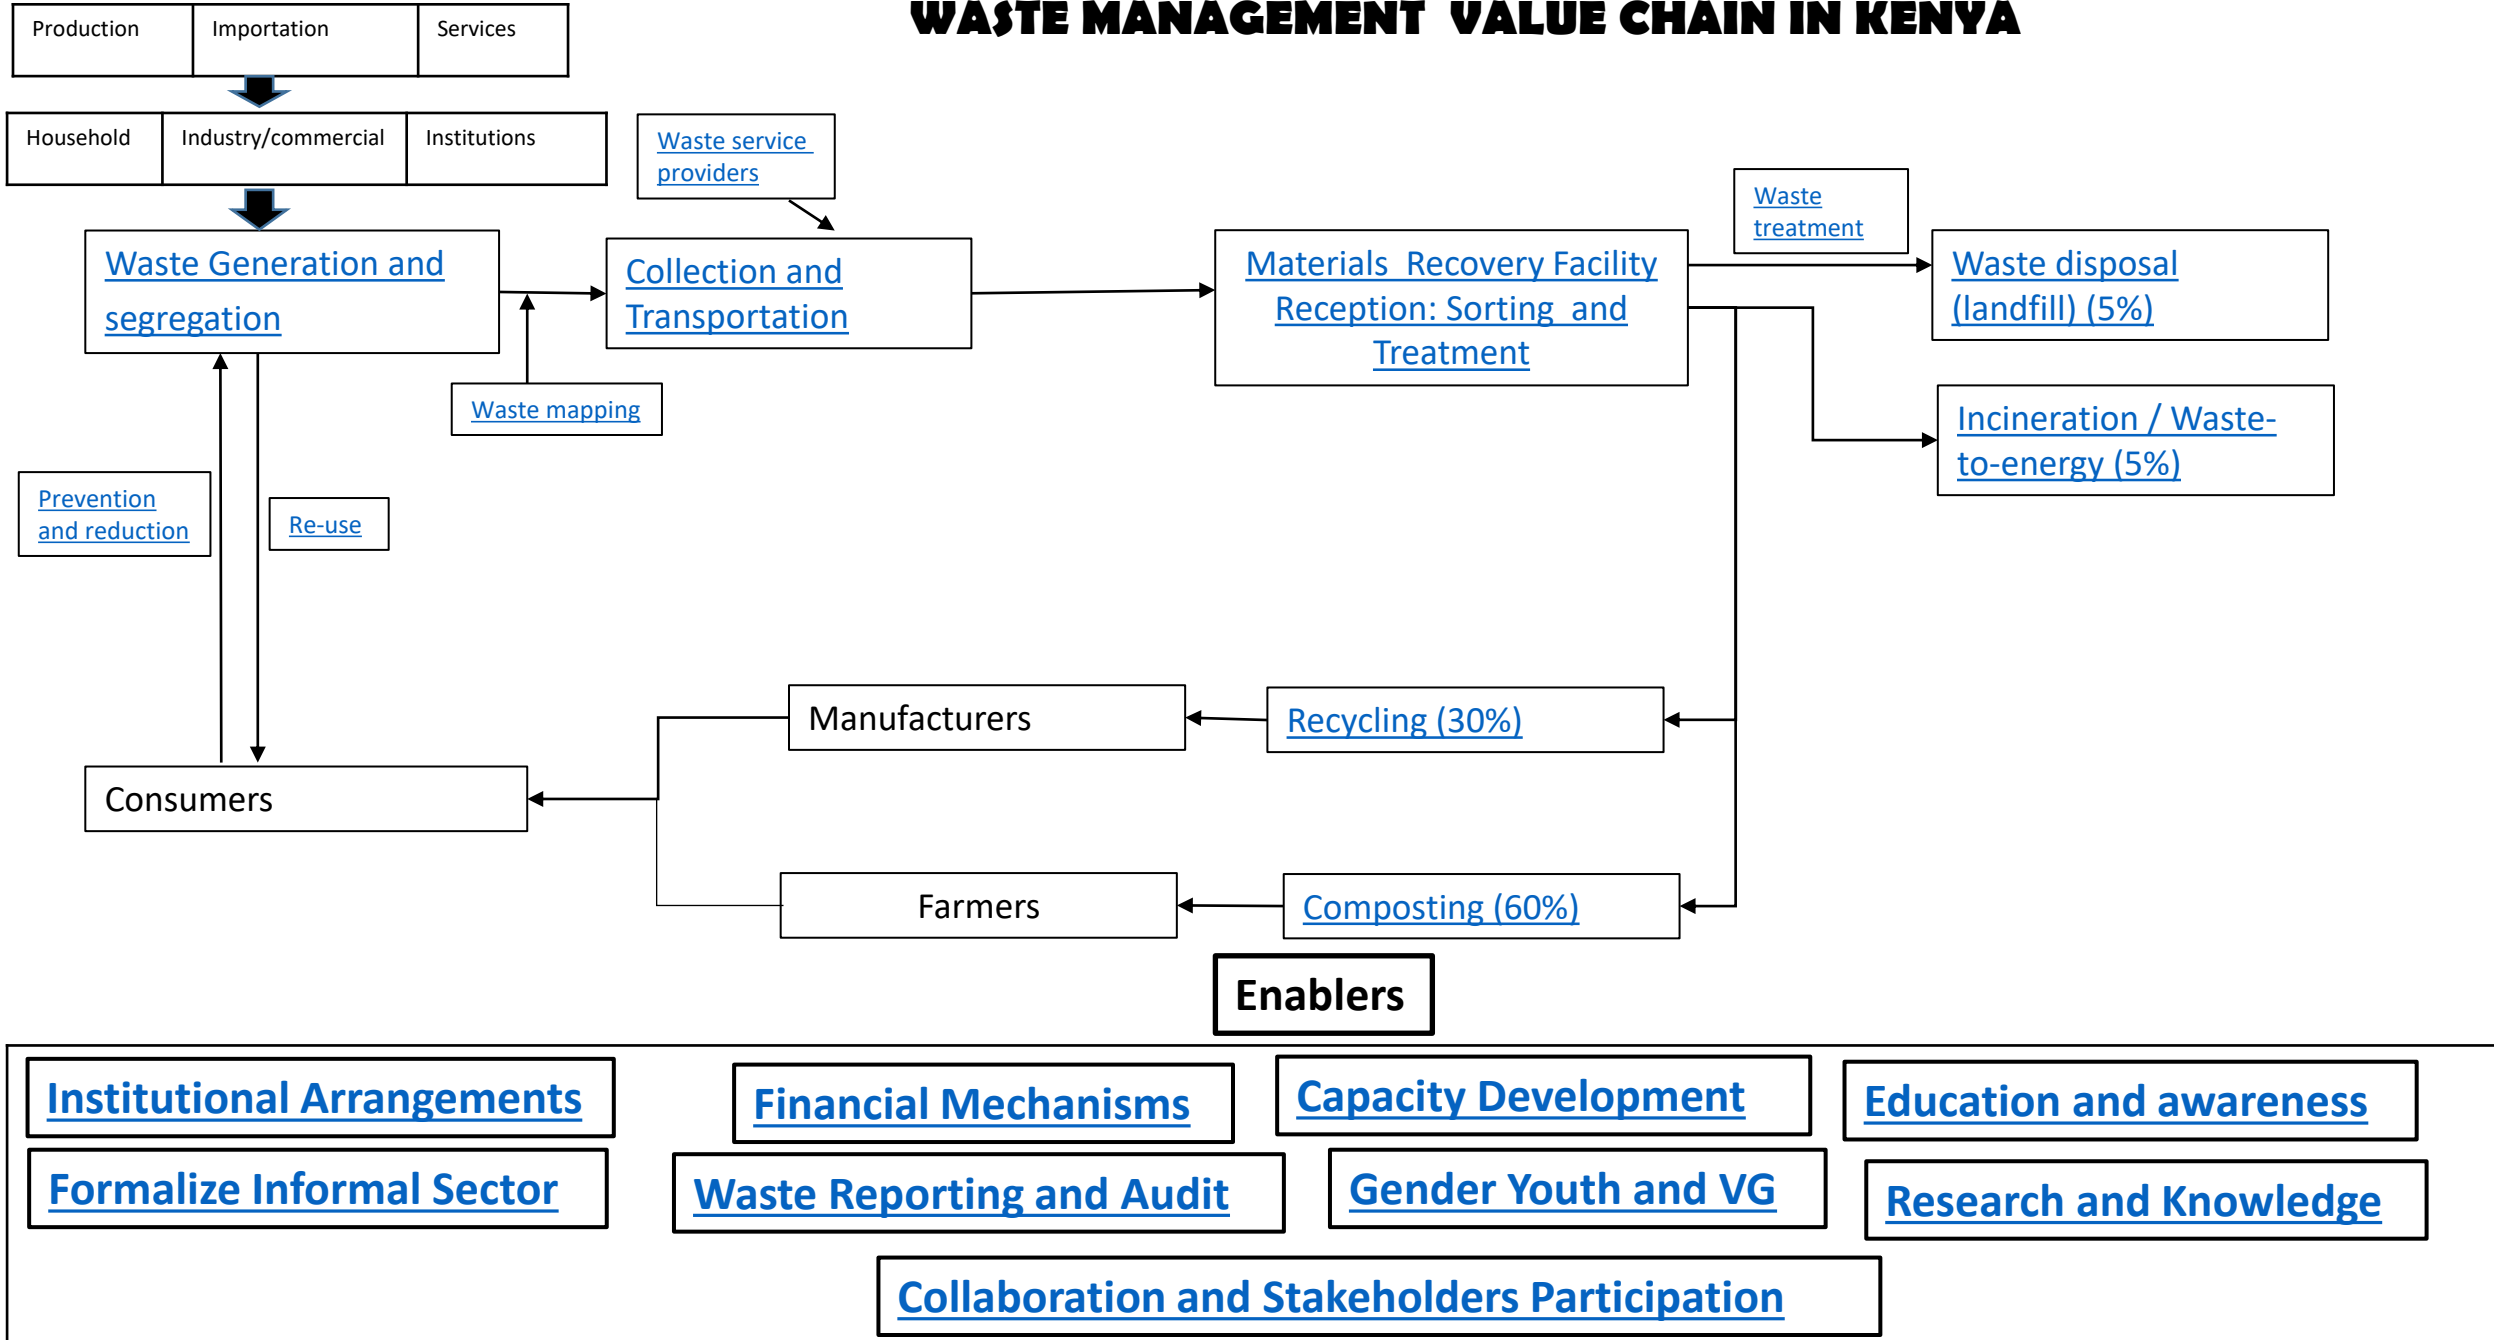 WASTE MANAGEMENT VALUE CHAIN IN KENYA
Production
Importation
Services
Household
Industry/commercial
Institutions
Waste service
providers
Waste
treatment
Waste Generation and
segregation
Collection and
Transportation
Materials Recovery Facility
Reception: Sorting and
Treatment
Waste disposal
(landfill) (5%)
Waste mapping
Incineration / Waste-
to-energy (5%)
Prevention
and reduction
Re-use
Manufacturers
Recycling (30%)
Consumers
Farmers
Composting (60%)
Enablers
Institutional Arrangements
Financial Mechanisms
Capacity Development
Education and awareness
Formalize Informal Sector
Waste Reporting and Audit
Gender Youth and VG
Research and Knowledge
Collaboration and Stakeholders Participation